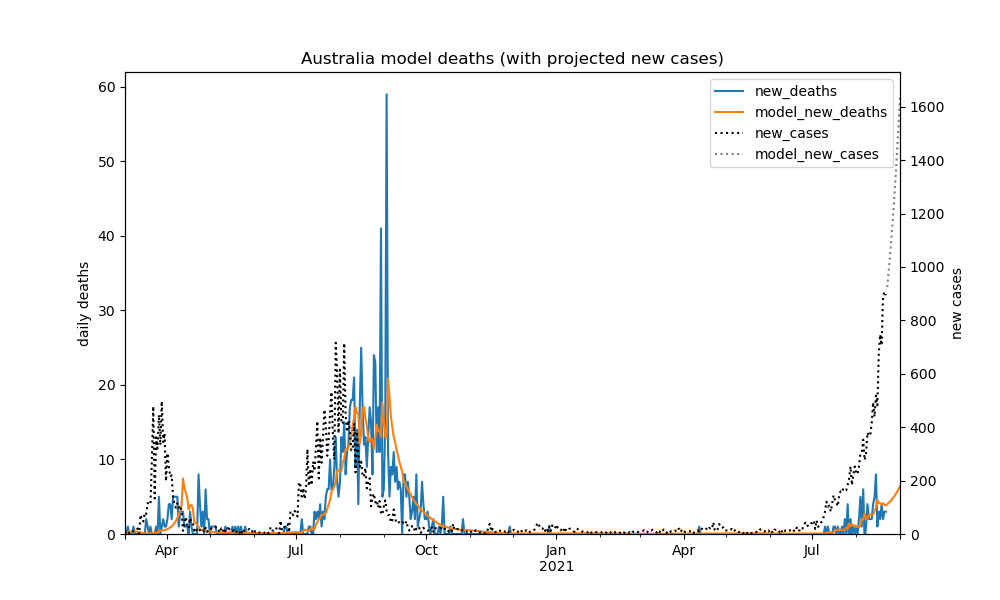 Australia model deaths (with projected new cases)
new_deaths
model_new_deaths
new_cases
model_new_cases
daily deaths
60
50
40
30
20
10
0
new cases
1600
1400
1200
1000
800
600
400
200
0
Apr
Jul
Oct
Jan
2021
Apr
Jul